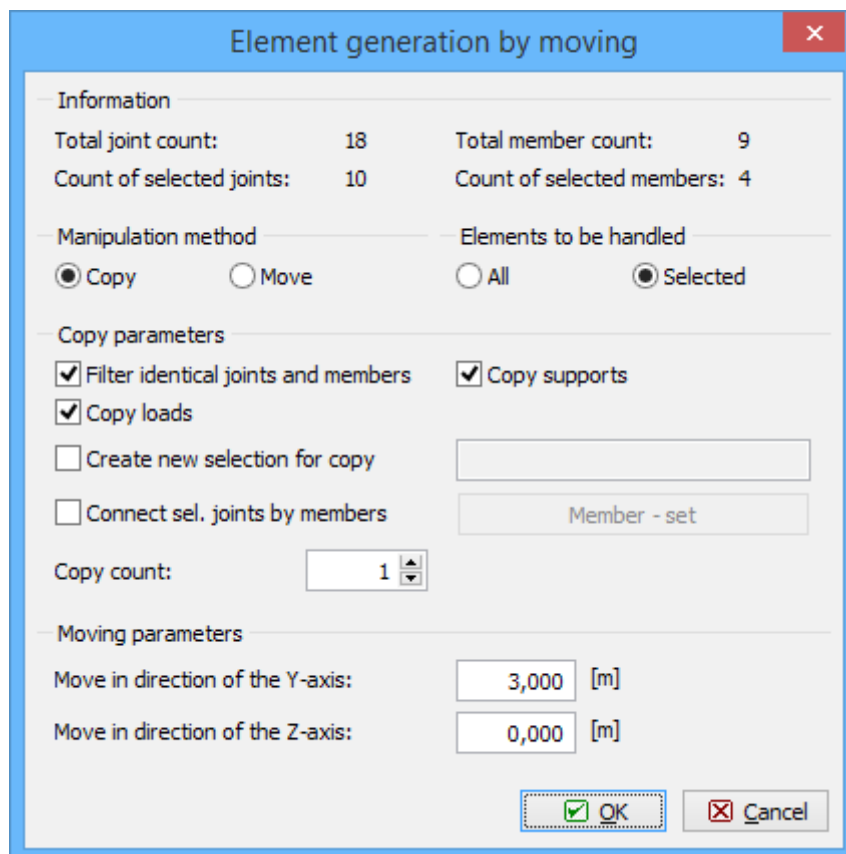 Element generation by moving
Information
Total joint count: 18 Total member count: 9
Count of selected joints: 10 Count of selected members: 4
Manipulation method Elements to be handled
Copy Move All Selected
Copy parameters
Filter identical joints and members Copy supports
Copy loads
Create new selection for copy
Connect sel. joints by members Member - set
Copy count: 1
Moving parameters
Move in direction of the Y-axis: 3,000 [m]
Move in direction of the Z-axis: 0,000 [m]
OK Cancel